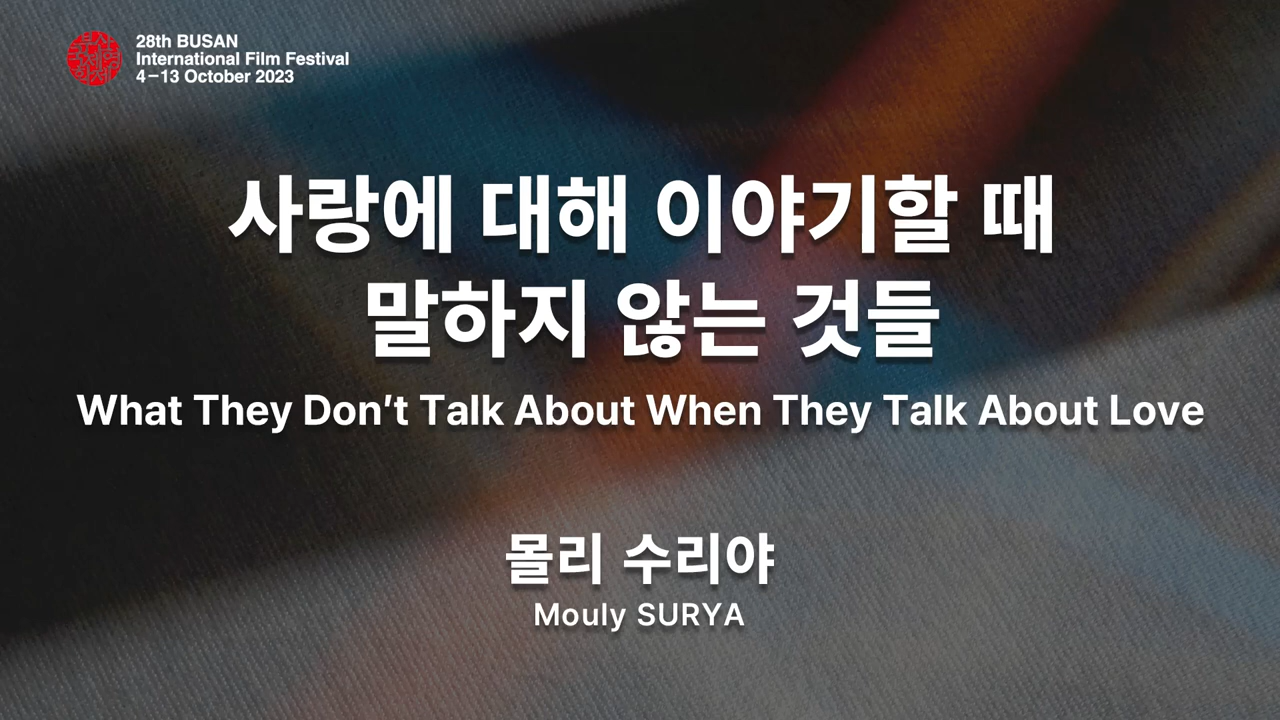 28th BUSAN
International Film Festival
4–13 October 2023
사랑에 대해 이야기할 때
말하지 않는 것들
What They Don't Talk About When They Talk About Love
몰리 수리야
Mouly SURYA